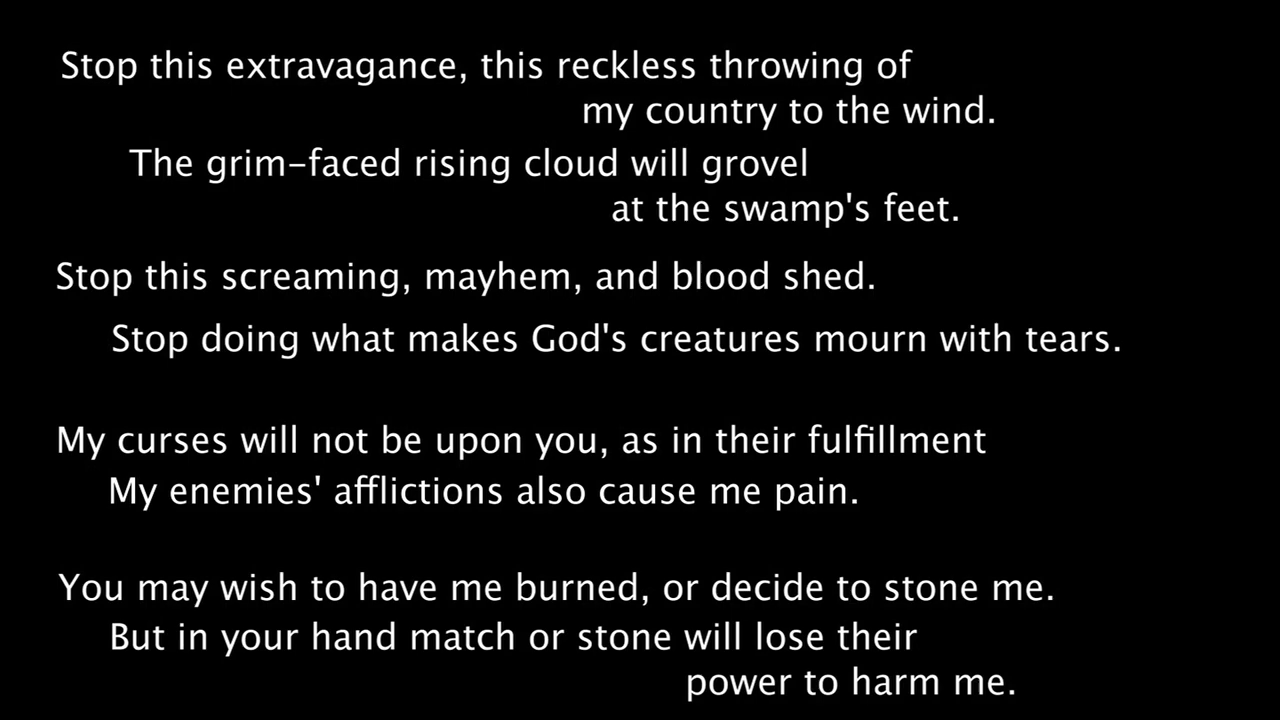 Stop this extravagance, this reckless throwing of
my country to the wind.
The grim-faced rising cloud will grovel
at the swamp's feet.
Stop this screaming, mayhem, and blood shed.
Stop doing what makes God's creatures mourn with tears.
My curses will not be upon you, as in their fulfillment
My enemies' afflictions also cause me pain.
You may wish to have me burned, or decide to stone me.
But in your hand match or stone will lose their
power to harm me.